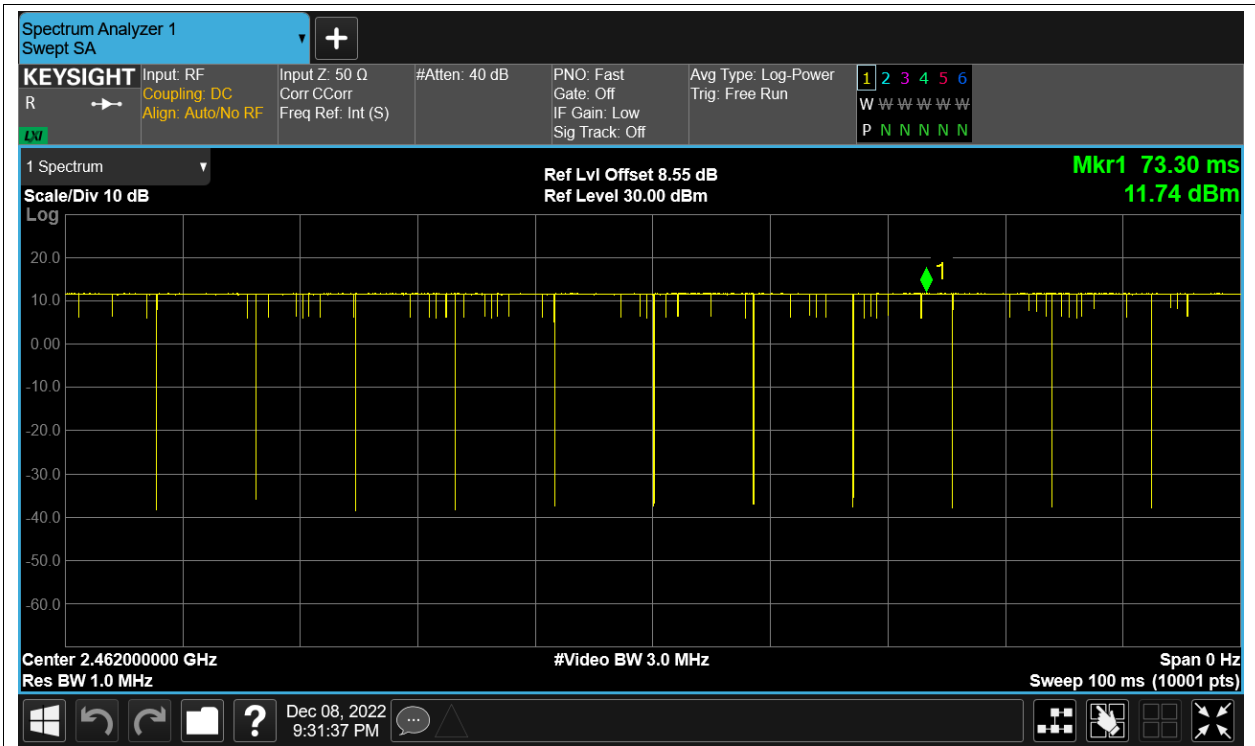 Spectrum Analyzer 1
Swept SA
KEYSIGHT
R
LXI
Input: RF
Coupling: DC
Align: Auto/No RF
Input Z: 50 Ω
Corr CCorr
Freq Ref: Int (S)
#Atten: 40 dB
PNO: Fast
Gate: Off
IF Gain: Low
Sig Track: Off
Avg Type: Log-Power
Trig: Free Run
1 2 3 4 5 6
W W W W W W
P N N N N N
1 Spectrum
Scale/Div 10 dB
Log
Ref Lvl Offset 8.55 dB
Ref Level 30.00 dBm
Mkr1 73.30 ms
11.74 dBm
1
20.0
10.0
0.00
-10.0
-20.0
-30.0
-40.0
-50.0
-60.0
Center 2.462000000 GHz
Res BW 1.0 MHz
#Video BW 3.0 MHz
Span 0 Hz
Sweep 100 ms (10001 pts)
?
Dec 08, 2022
9:31:37 PM